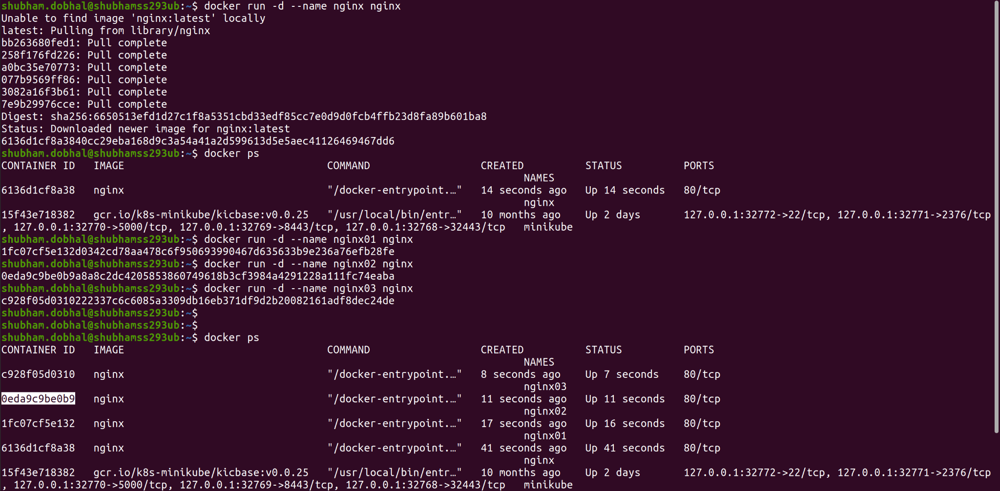 shubham.dobhal@shubhamss293ub:~$ docker run -d --name nginx nginx
Unable to find image 'nginx:latest' locally
latest: Pulling from library/nginx
bb263680fed1: Pull complete
258f176fd226: Pull complete
a0bc35e70773: Pull complete
077b9569ff86: Pull complete
3082a16f3b61: Pull complete
7e9b29976cce: Pull complete
Digest: sha256:6650513efd1d27c1f8a5351cbd33edf85cc7e0d9d0fcb4ffb23d8fa89b601ba8
Status: Downloaded newer image for nginx:latest
6136d1cf8a3840cc29eba168d9c3a54a41a2d599613d5e5aec41126469467dd6
shubham.dobhal@shubhamss293ub:~$ docker ps
CONTAINER ID   IMAGE                                 COMMAND                  CREATED          STATUS          PORTS
NAMES
6136d1cf8a38   nginx                                 "/docker-entrypoint.…"   14 seconds ago   Up 14 seconds   80/tcp
nginx
15f43e718382   gcr.io/k8s-minikube/kicbase:v0.0.25   "/usr/local/bin/entr…"   10 months ago    Up 2 days       127.0.0.1:32772->22/tcp, 127.0.0.1:32771->2376/tcp
, 127.0.0.1:32770->5000/tcp, 127.0.0.1:32769->8443/tcp, 127.0.0.1:32768->32443/tcp   minikube
shubham.dobhal@shubhamss293ub:~$ docker run -d --name nginx01 nginx
1fc07cf5e132d0342cd78aa478c6f950693990467d635633b9e236a76efb28fe
shubham.dobhal@shubhamss293ub:~$ docker run -d --name nginx02 nginx
0eda9c9be0b9a8a8c2dc4205853860749618b3cf3984a4291228a111fc74eaba
shubham.dobhal@shubhamss293ub:~$ docker run -d --name nginx03 nginx
c928f05d0310222337c6c6085a3309db16eb371df9d2b20082161adf8dec24de
shubham.dobhal@shubhamss293ub:~$
shubham.dobhal@shubhamss293ub:~$
shubham.dobhal@shubhamss293ub:~$ docker ps
CONTAINER ID   IMAGE                                 COMMAND                  CREATED          STATUS          PORTS
NAMES
c928f05d0310   nginx                                 "/docker-entrypoint.…"   8 seconds ago    Up 7 seconds    80/tcp
nginx03
0eda9c9be0b9   nginx                                 "/docker-entrypoint.…"   11 seconds ago   Up 11 seconds   80/tcp
nginx02
1fc07cf5e132   nginx                                 "/docker-entrypoint.…"   17 seconds ago   Up 16 seconds   80/tcp
nginx01
6136d1cf8a38   nginx                                 "/docker-entrypoint.…"   41 seconds ago   Up 41 seconds   80/tcp
nginx
15f43e718382   gcr.io/k8s-minikube/kicbase:v0.0.25   "/usr/local/bin/entr…"   10 months ago    Up 2 days       127.0.0.1:32772->22/tcp, 127.0.0.1:32771->2376/tcp
, 127.0.0.1:32770->5000/tcp, 127.0.0.1:32769->8443/tcp, 127.0.0.1:32768->32443/tcp   minikube